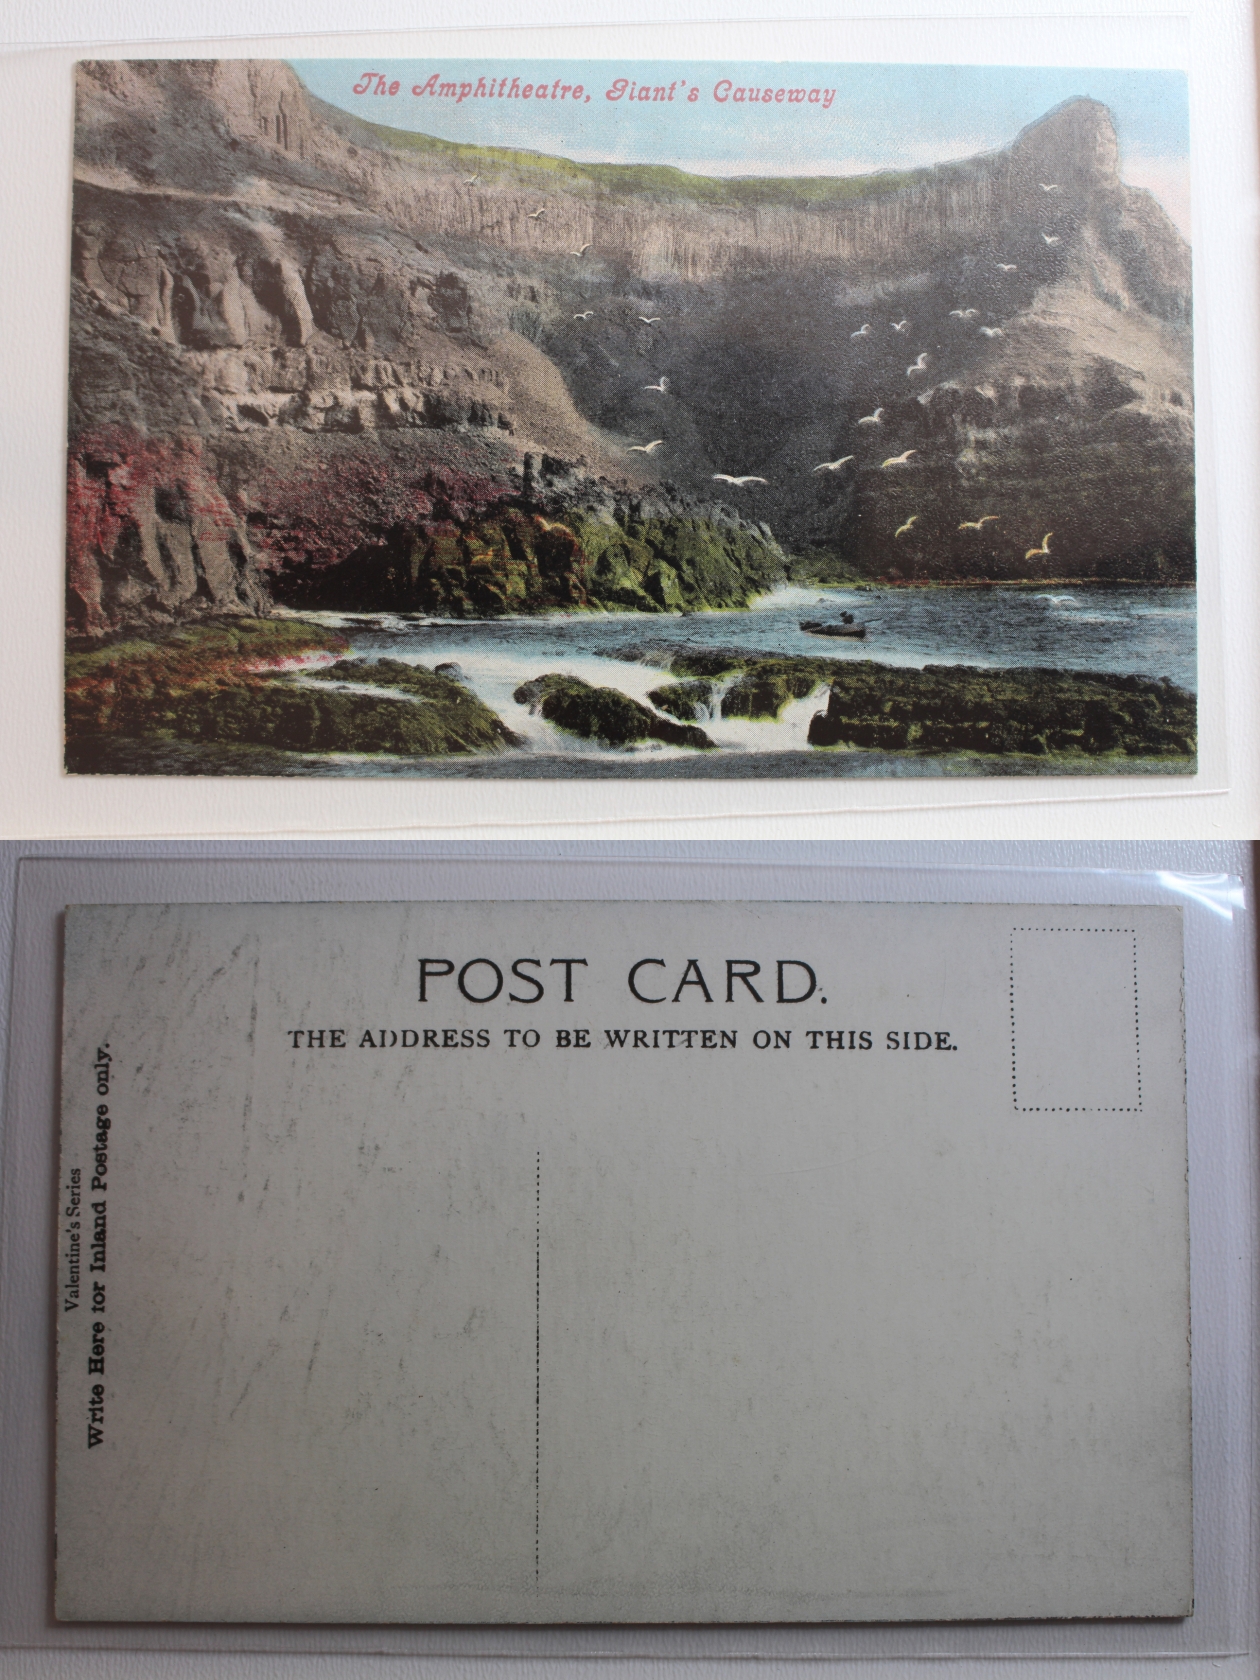 The Amphitheatre, Giant's Causeway
POST CARD.
THE ADDRESS TO BE WRITTEN ON THIS SIDE.
Valentine's Series
Write Here for Inland Postage only.